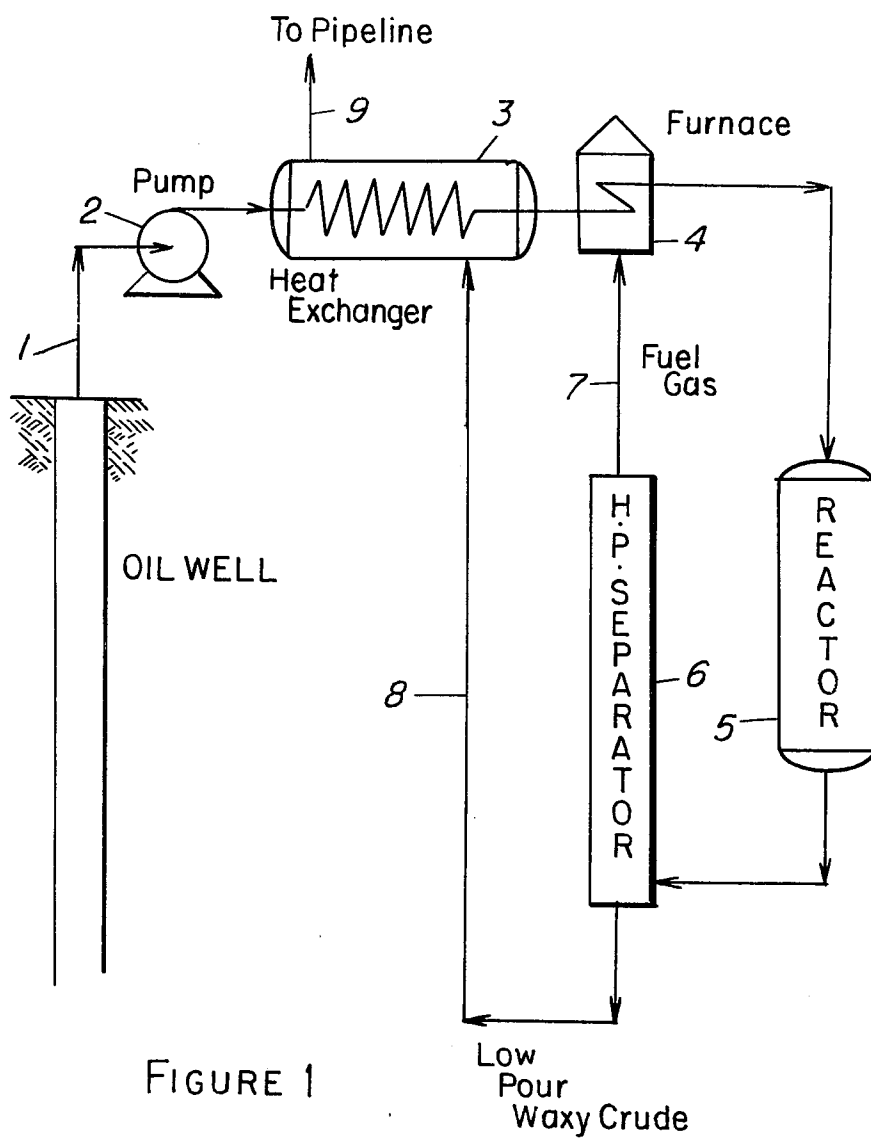 To Pipeline
9
3
Furnace
Pump
2
4
Heat
Exchanger
1
7
Fuel
Gas
OIL WELL
H.P. SEPARATOR
REACTOR
6
8
5
Low
Pour
Waxy Crude
FIGURE 1